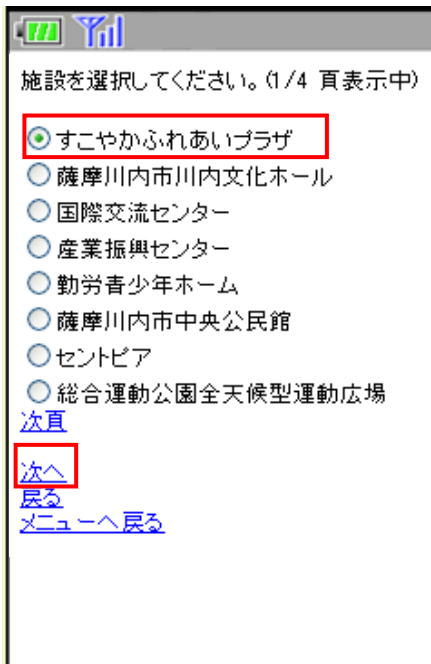 施設を選択してください。(1/4 頁表示中)
すこやかふれあいプラザ
薩摩川内市川内文化ホール
国際交流センター
産業振興センター
勤労青少年ホーム
薩摩川内市中央公民館
セントピア
総合運動公園全天候型運動広場
次頁
次へ
戻る
メニューへ戻る